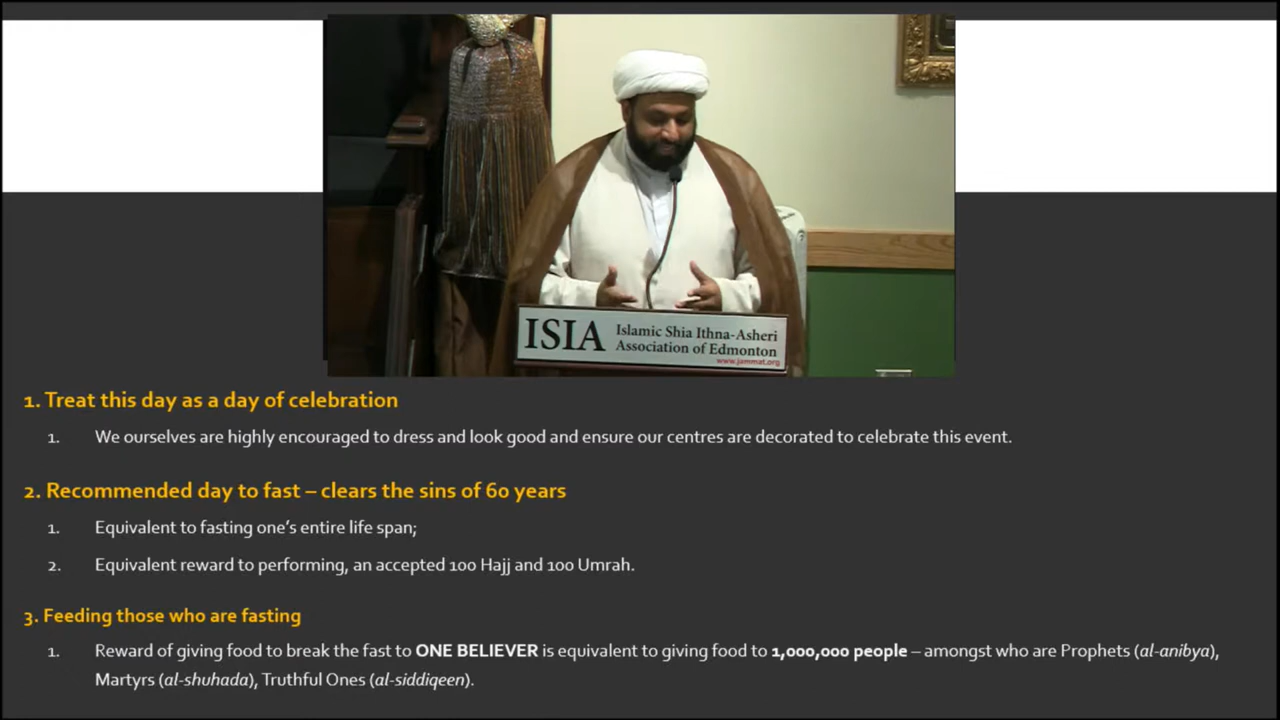 ISIA Islamic Shia Ithna-Asheri
Association of Edmonton
www.jammat.org
1. Treat this day as a day of celebration
1. We ourselves are highly encouraged to dress and look good and ensure our centres are decorated to celebrate this event.
2. Recommended day to fast – clears the sins of 60 years
1. Equivalent to fasting one's entire life span;
2. Equivalent reward to performing, an accepted 100 Hajj and 100 Umrah.
3. Feeding those who are fasting
1. Reward of giving food to break the fast to ONE BELIEVER is equivalent to giving food to 1,000,000 people – amongst who are Prophets (al-anibya),
Martyrs (al-shuhada), Truthful Ones (al-siddiqeen).